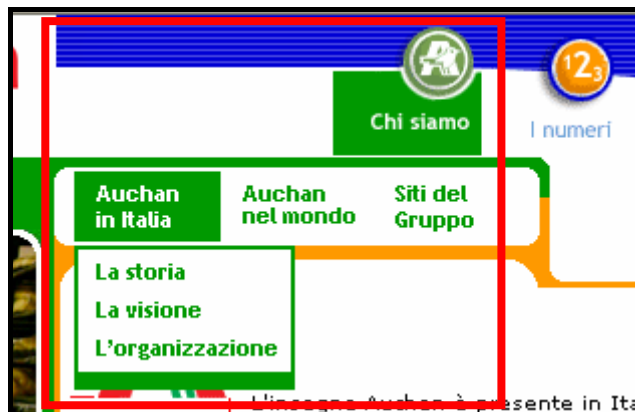 123
Chi siamo
I numeri
Auchan
in Italia
Auchan
nel mondo
Siti del
Gruppo
La storia
La visione
L'organizzazione
L'insegna Auchan è presente in Ita